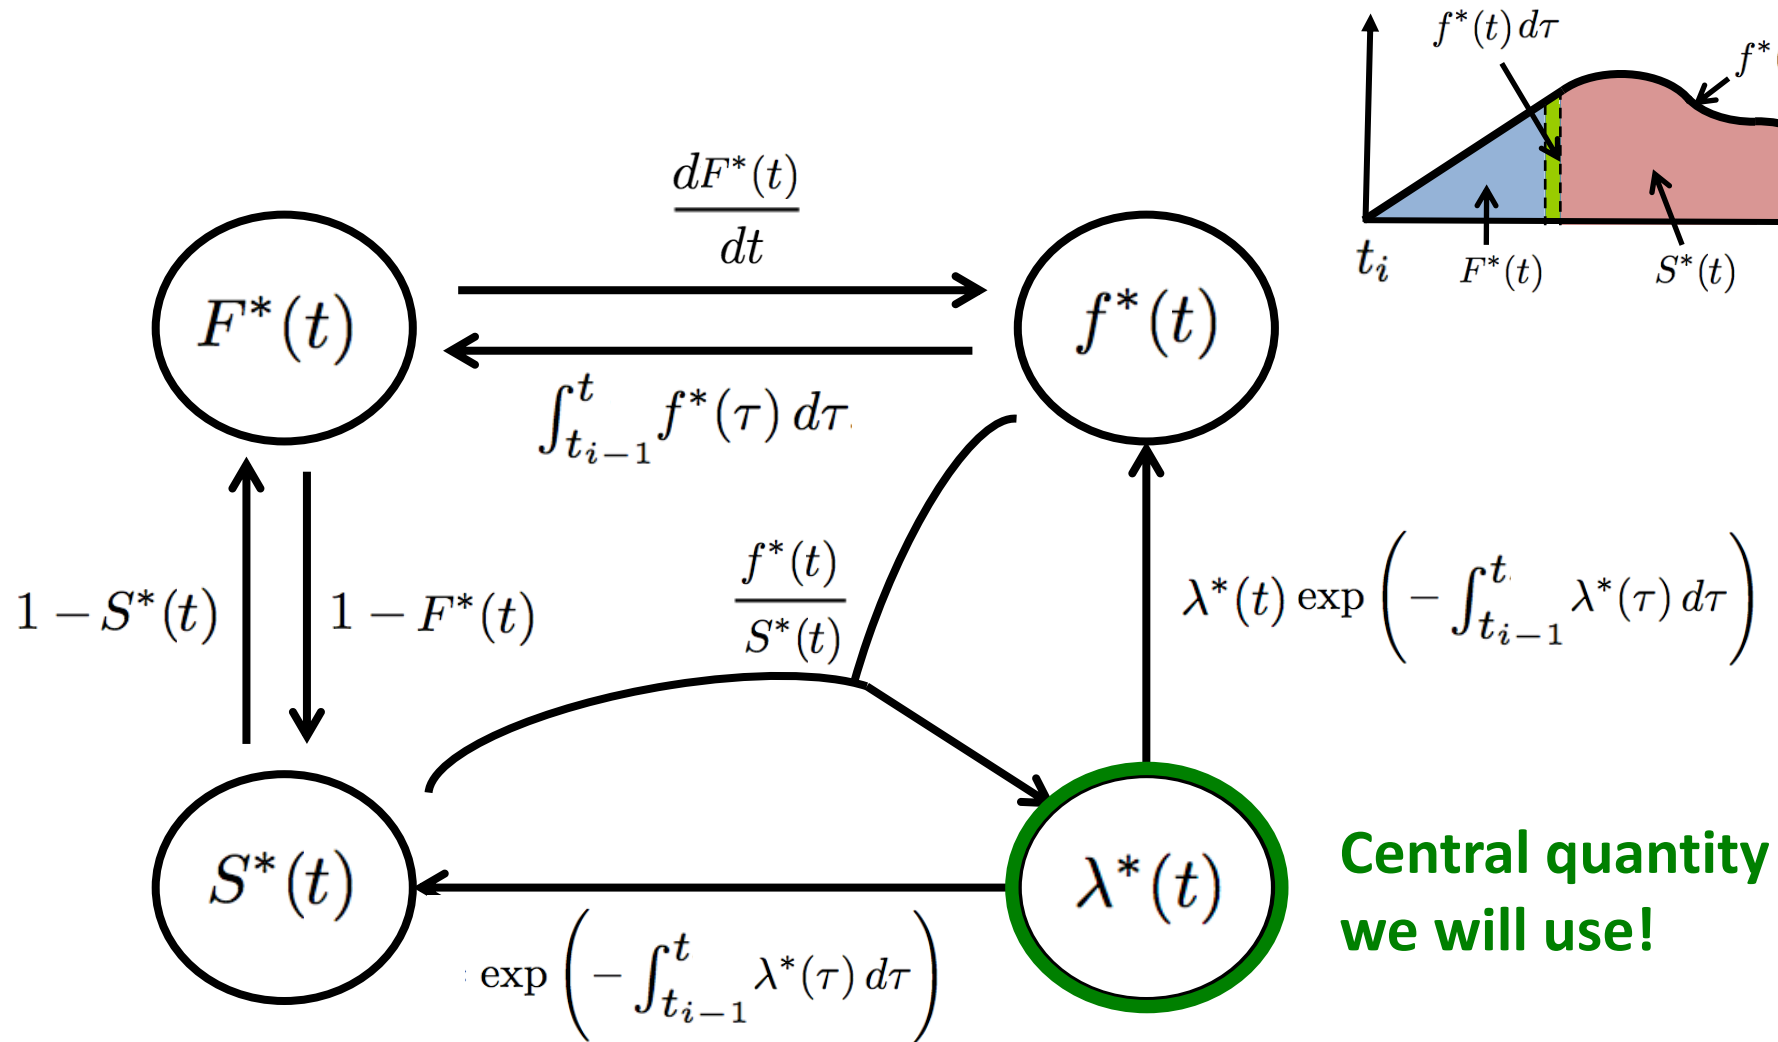 f*(t) dτ
f*(
t_i
F*(t)
S*(t)
dF*(t)
dt
F*(t)
f*(t)
∫_{t_{i−1}}^{t} f*(τ) dτ
1 − S*(t)
1 − F*(t)
f*(t)
S*(t)
λ*(t) exp ( − ∫_{t_{i−1}}^{t} λ*(τ) dτ )
S*(t)
λ*(t)
Central quantity
we will use!
exp ( − ∫_{t_{i−1}}^{t} λ*(τ) dτ )